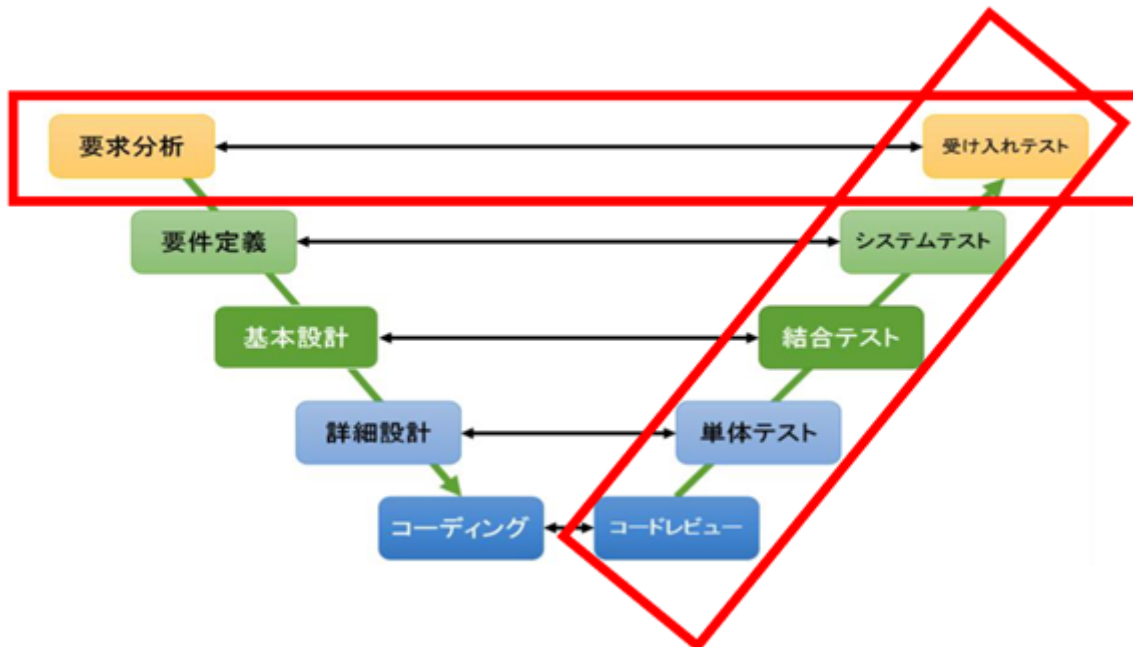 要求分析
受け入れテスト
要件定義
システムテスト
基本設計
結合テスト
詳細設計
単体テスト
コーディング
コードレビュー